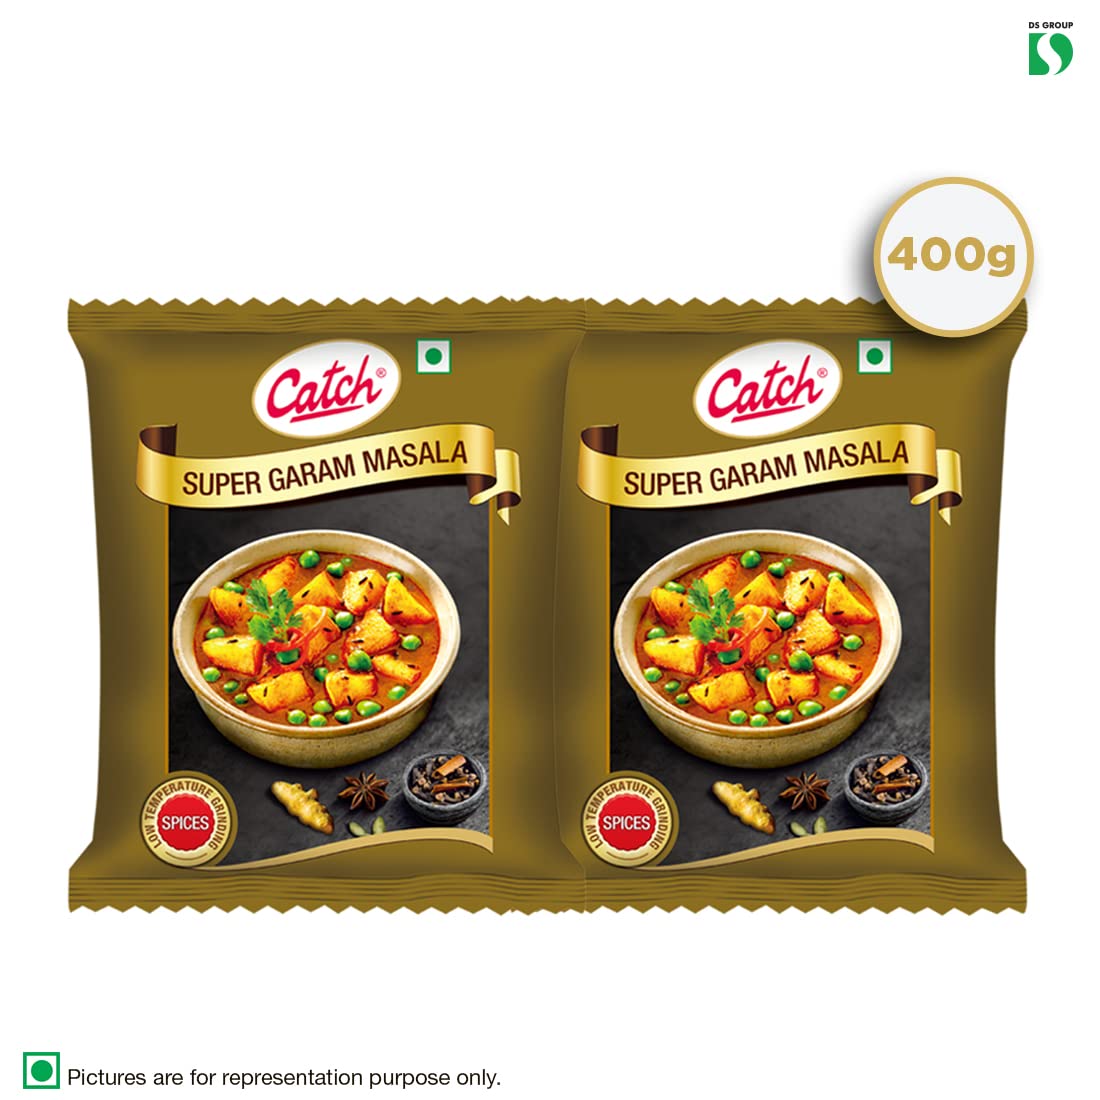 DS GROUP
400g
Catch®
SUPER GARAM MASALA
LOW TEMPERATURE GRINDING
SPICES
Catch®
SUPER GARAM MASALA
LOW TEMPERATURE GRINDING
SPICES
Pictures are for representation purpose only.